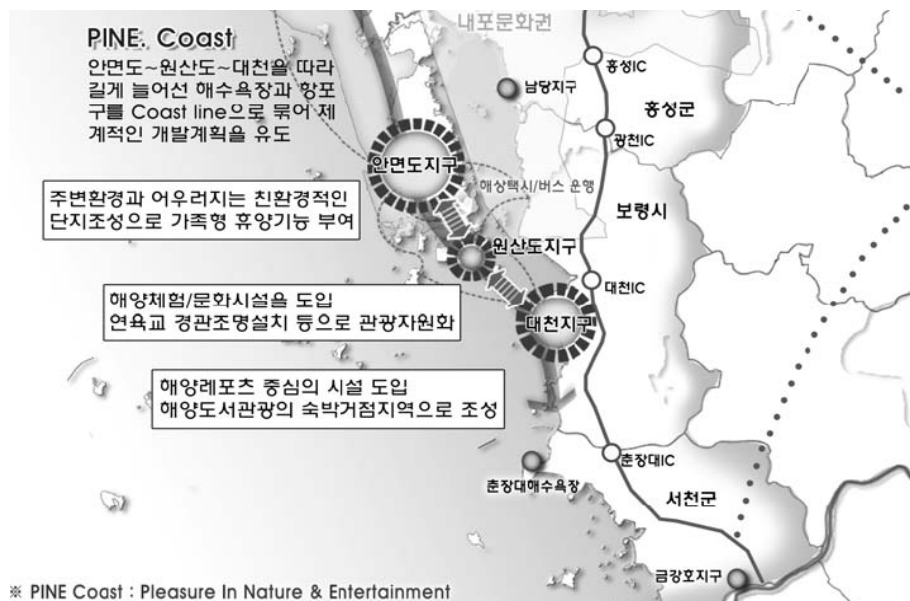 내포문화권
PINE. Coast
안면도~원산도~대천을 따라
길게 늘어선 해수욕장과 항포
구를 Coast line으로 묶어 체
계적인 개발계획을 유도
홍성IC
남당지구
홍성군
광천IC
안면도지구
해상택시/버스 운행
주변환경과 어우러지는 친환경적인
단지조성으로 가족형 휴양기능 부여
보령시
원산도지구
대천IC
해양체험/문화시설을 도입
연육교 경관조명설치 등으로 관광자원화
대천지구
해양레포츠 중심의 시설 도입
해양도서관광의 숙박거점지역으로 조성
춘장대IC
춘장대해수욕장
서천군
금강호지구
※ PINE Coast : Pleasure In Nature & Entertainment